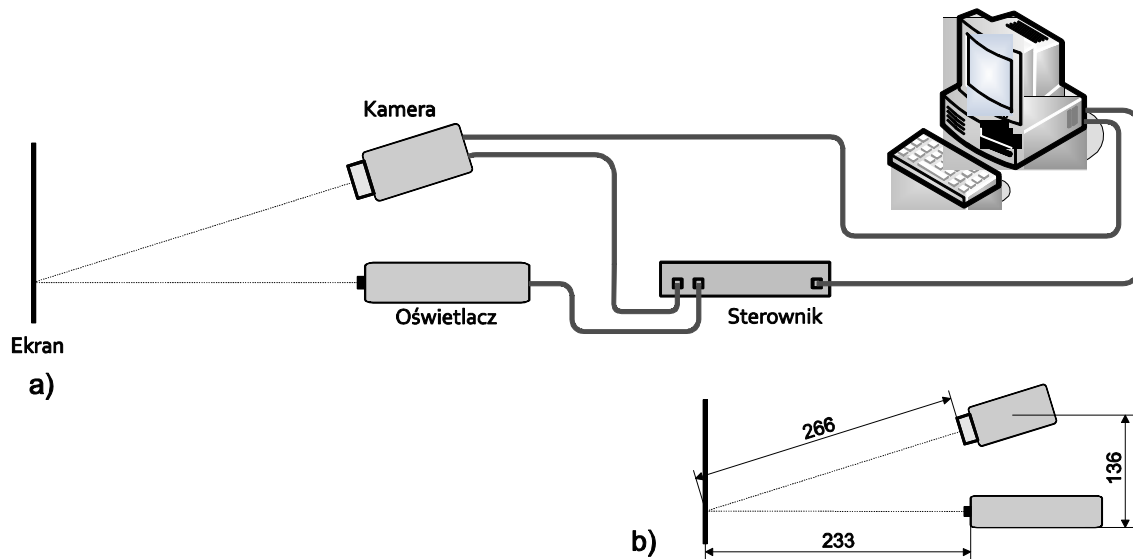 Kamera
Oświetlacz
Sterownik
Ekran
a)
266
136
233
b)